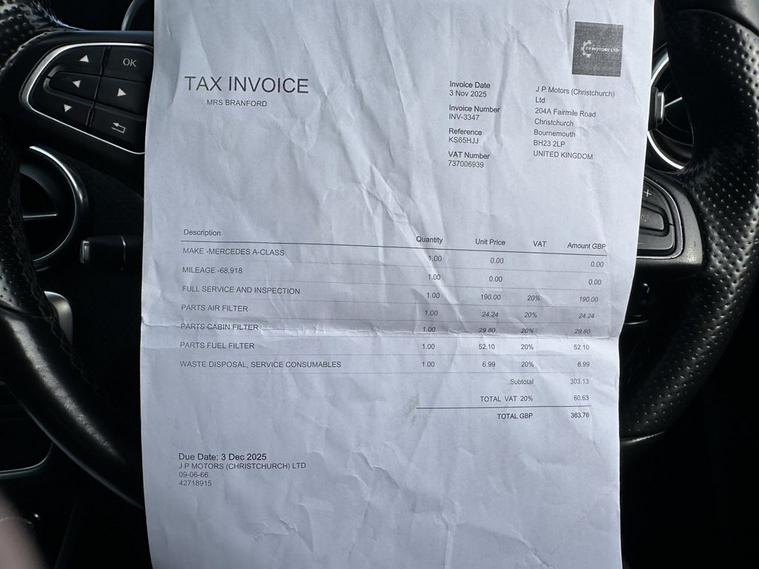 OK
J P MOTORS LTD
TAX INVOICE
MRS BRANFORD
Invoice Date
3 Nov 2025
Invoice Number
INV-3347
Reference
KS65HJJ
VAT Number
737006939
J P Motors (Christchurch)
Ltd
204A Fairmile Road
Christchurch
Bournemouth
BH23 2LP
UNITED KINGDOM
Description Quantity Unit Price VAT Amount GBP
MAKE -MERCEDES A-CLASS 1.00 0.00 0.00
MILEAGE -68,918 1.00 0.00 0.00
FULL SERVICE AND INSPECTION 1.00 190.00 20% 190.00
PARTS AIR FILTER 1.00 24.24 20% 24.24
PARTS CABIN FILTER 1.00 29.80 20% 29.80
PARTS FUEL FILTER 1.00 52.10 20% 52.10
WASTE DISPOSAL, SERVICE CONSUMABLES 1.00 6.99 20% 6.99
Subtotal 303.13
TOTAL VAT 20% 60.63
TOTAL GBP 363.76
Due Date: 3 Dec 2025
J P MOTORS (CHRISTCHURCH) LTD
09-06-66
42718915